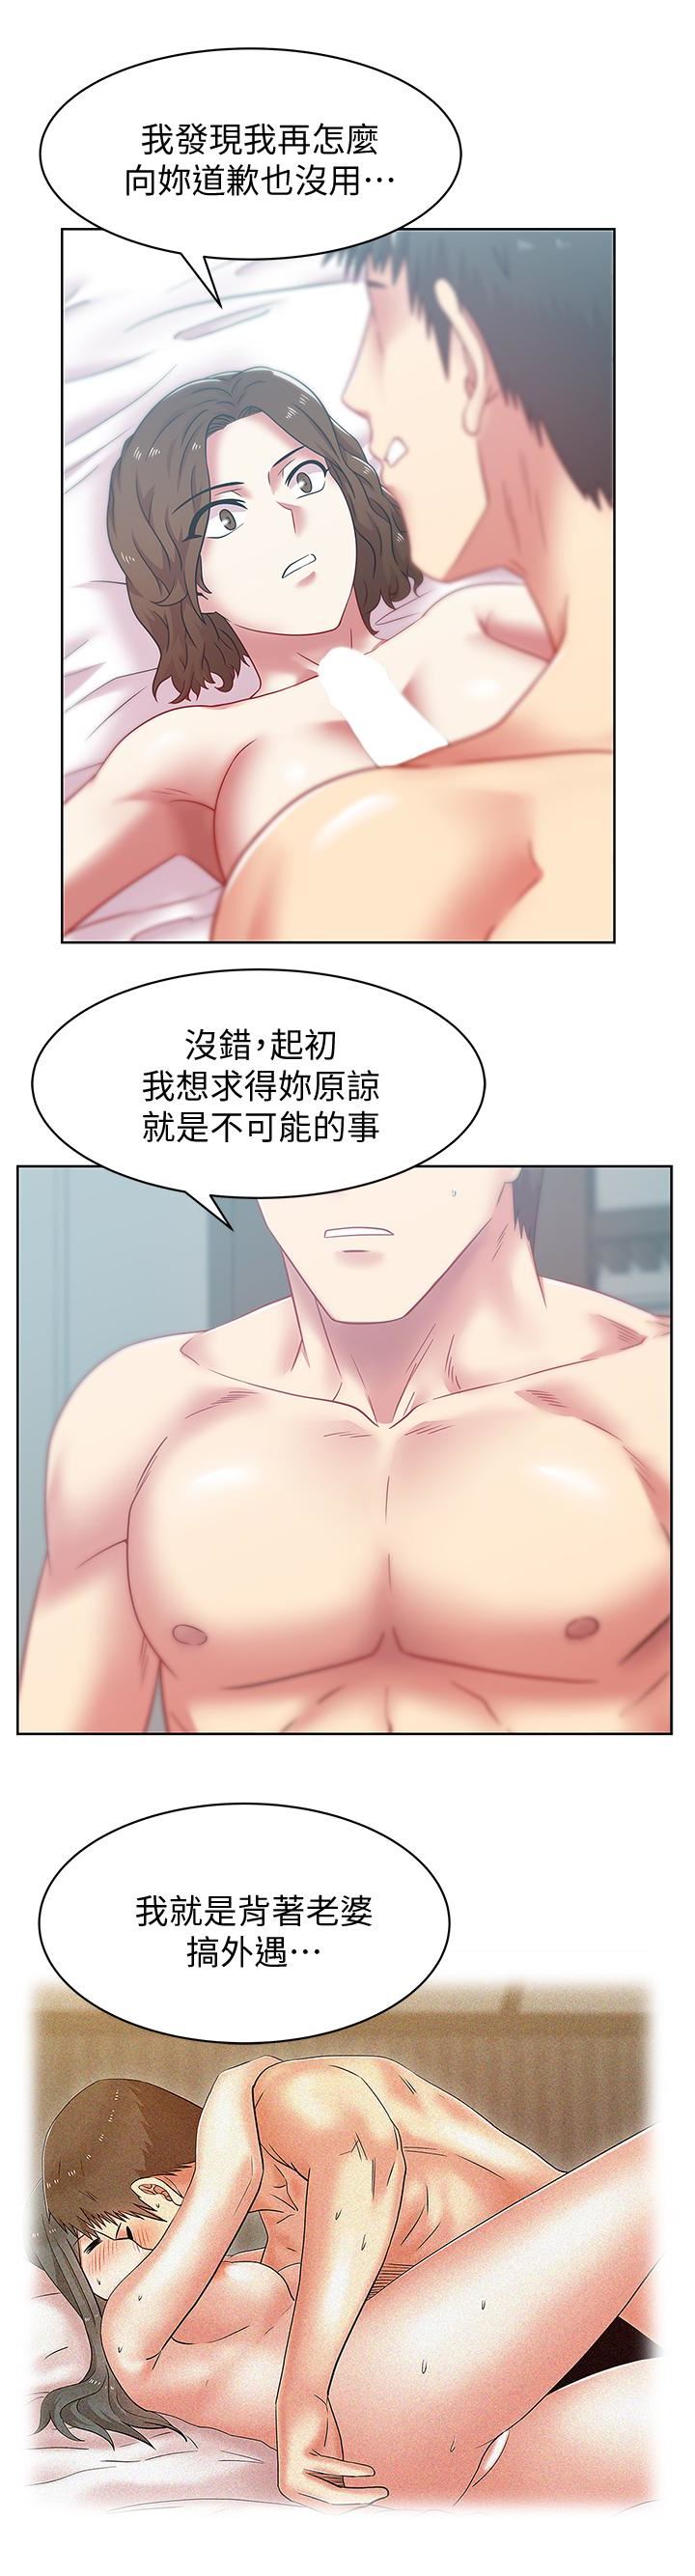 我發現我再怎麼
向妳道歉也沒用…
沒錯，起初
我想求得妳原諒
就是不可能的事
我就是背著老婆
搞外遇…